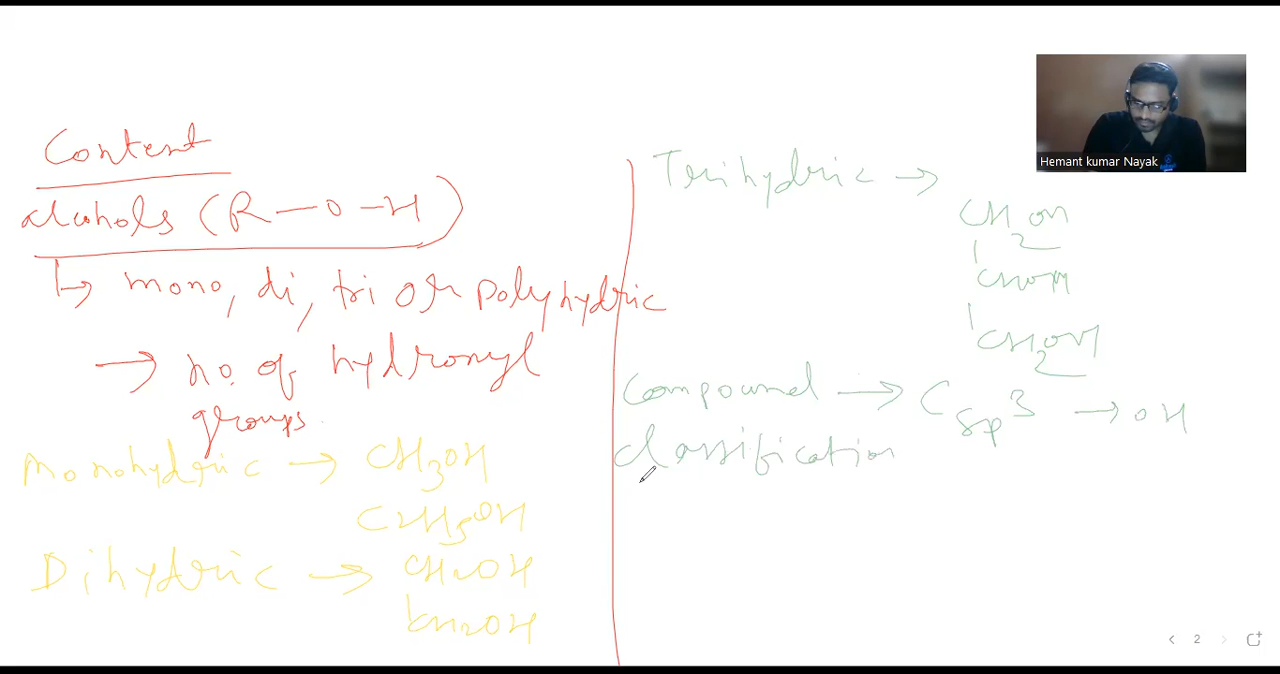 Content
alcohols (R-O-H)
↳ mono, di, tri or polyhydric
→ no. of hydroxyl
groups.
Monohydric → CH3OH
C2H5OH
Dihydric → CH2OH
CH2OH
Trihydric →
CH2OH
CHOH
CH2OH
Compound → C sp3 → OH
classification
Hemant kumar Nayak
2